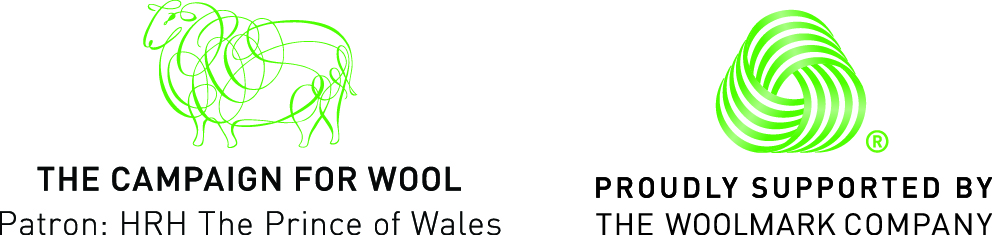 THE CAMPAIGN FOR WOOL
Patron: HRH The Prince of Wales
®
PROUDLY SUPPORTED BY
THE WOOLMARK COMPANY